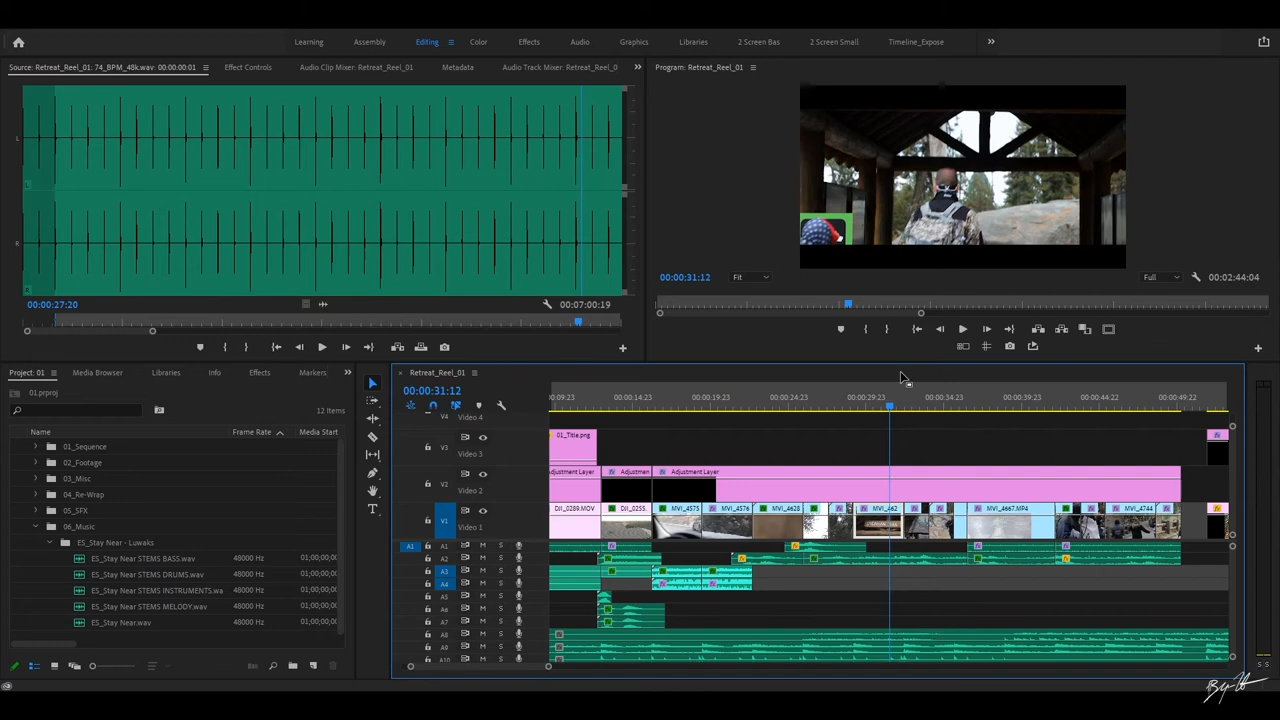 Learning Assembly Editing Color Effects Audio Graphics Libraries 2 Screen Bas 2 Screen Small Timeline_Expose
Source: Retreat_Reel_01: 74_BPM_48k.wav: 00:00:00:01 Effect Controls Audio Clip Mixer: Retreat_Reel_01 Metadata Audio Track Mixer: Retreat_Reel_0
Program: Retreat_Reel_01
L
R
00:00:27:20 00:07:00:19
00:00:31:12 Fit Full 00:02:44:04
Project: 01 Media Browser Libraries Info Effects Markers
01.prproj
12 Items
Name Frame Rate Media Start
01_Sequence
02_Footage
03_Misc
04_Re-Wrap
05_SFX
06_Music
ES_Stay Near - Luwaks
ES_Stay Near STEMS BASS.wav 48000 Hz 01;00;00;00
ES_Stay Near STEMS DRUMS.wav 48000 Hz 01;00;00;00
ES_Stay Near STEMS INSTRUMENTS.wa 48000 Hz 01;00;00;00
ES_Stay Near STEMS MELODY.wav 48000 Hz 01;00;00;00
ES_Stay Near.wav 48000 Hz 01;00;00;00
Retreat_Reel_01
00:00:31:12
00:00:09:23 00:00:14:23 00:00:19:23 00:00:24:23 00:00:29:23 00:00:34:23 00:00:39:23 00:00:44:22 00:00:49:22
V4 Video 4
V3 Video 3 01_Title.png
V2 Video 2 Adjustment Layer Adjustmen Adjustment Layer
V1 Video 1 DJI_0289.MOV DJI_0255. MVI_4575 MVI_4576 MVI_4628 MVI_462 MVI_4667.MP4 MVI_4744
A1 A1 M S
A2 M S
A3 M S
A4 M S
A5 M S
A6 M S
A7 M S
A8 M S
A9 M S
A10 M S
S S